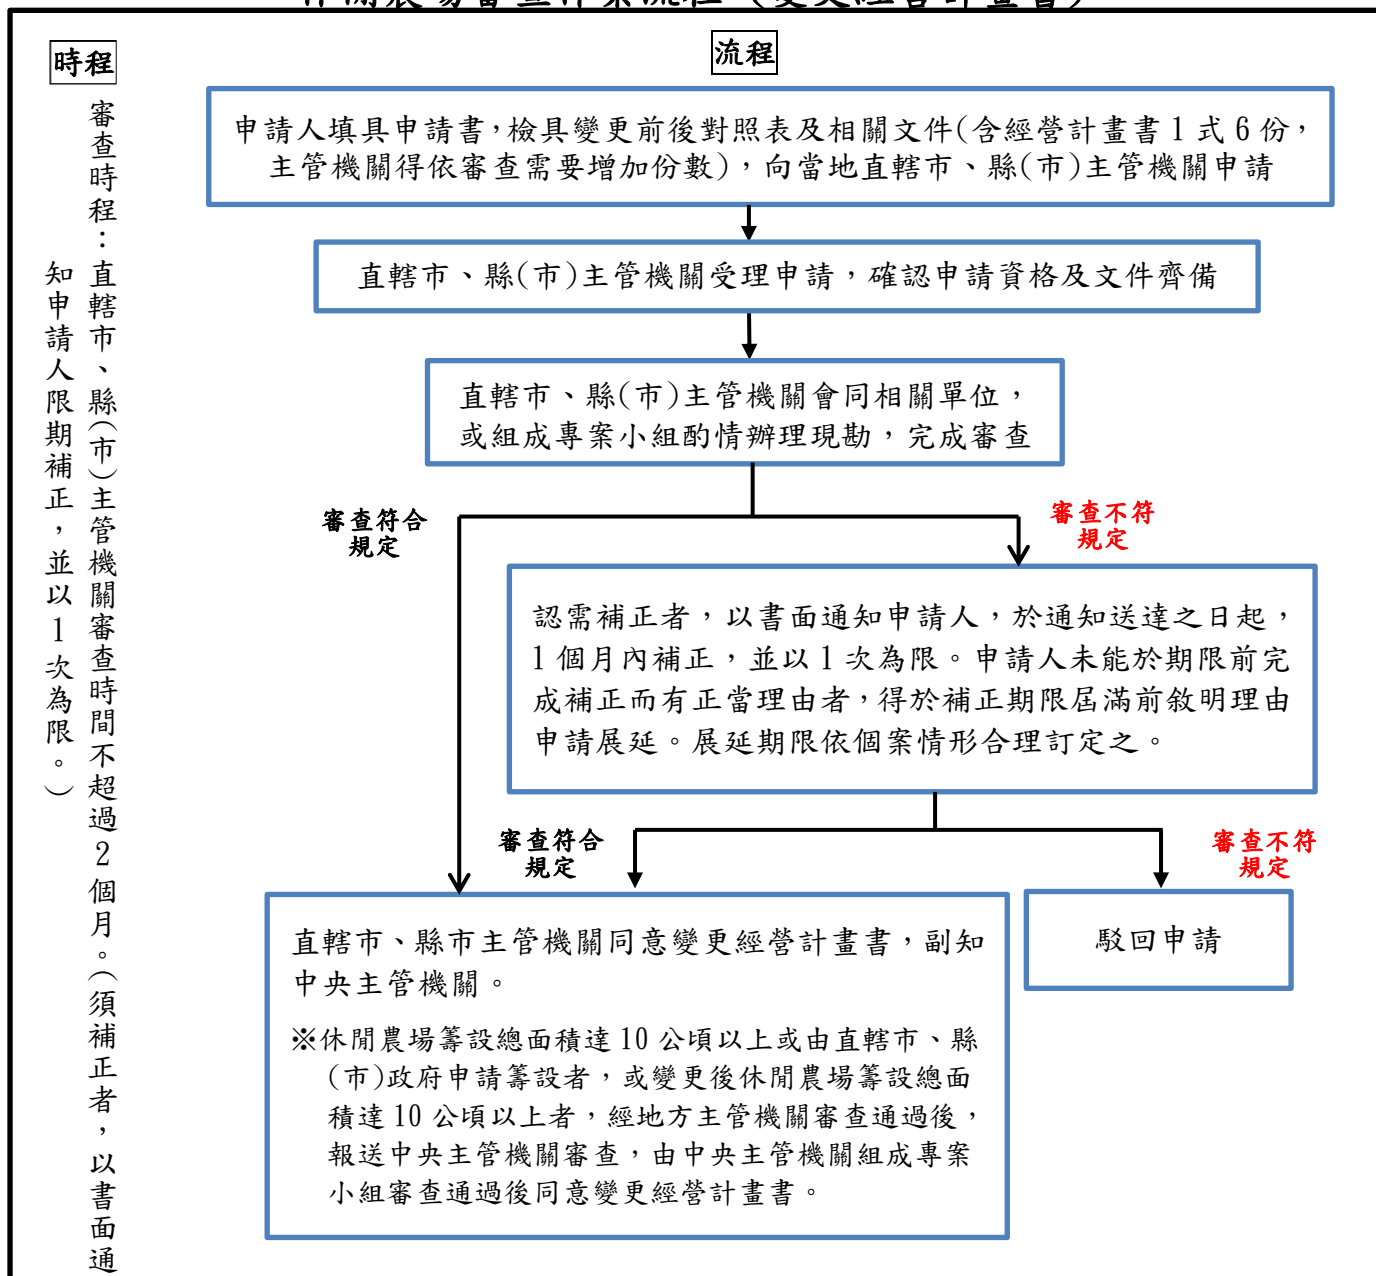 休閒農場審查作業流程（變更經營計畫書）
時程
流程
審查時程：直轄市、縣(市)主管機關審查時間不超過2個月。(須補正者，以書面通
知申請人限期補正，並以1次為限。)
申請人填具申請書，檢具變更前後對照表及相關文件(含經營計畫書1式6份，
主管機關得依審查需要增加份數)，向當地直轄市、縣(市)主管機關申請
直轄市、縣(市)主管機關受理申請，確認申請資格及文件齊備
直轄市、縣(市)主管機關會同相關單位，
或組成專案小組酌情辦理現勘，完成審查
審查符合
規定
審查不符
規定
認需補正者，以書面通知申請人，於通知送達之日起，
1個月內補正，並以1次為限。申請人未能於期限前完
成補正而有正當理由者，得於補正期限屆滿前敘明理由
申請展延。展延期限依個案情形合理訂定之。
審查符合
規定
審查不符
規定
直轄市、縣市主管機關同意變更經營計畫書，副知
中央主管機關。
※休閒農場籌設總面積達10公頃以上或由直轄市、縣
(市)政府申請籌設者，或變更後休閒農場籌設總面
積達10公頃以上者，經地方主管機關審查通過後，
報送中央主管機關審查，由中央主管機關組成專案
小組審查通過後同意變更經營計畫書。
駁回申請